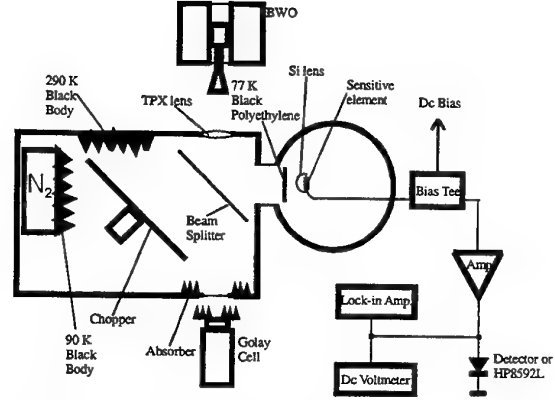 BWO
290 K
Black
Body
TPX lens
77 K
Black
Polyethylene
Si lens
Sensitive
element
Dc Bias
N2
Beam
Splitter
Bias Tee
Amp
Chopper
Lock-in Amp.
90 K
Black
Body
Absorber
Golay
Cell
Dc Voltmeter
Detector or
HP8592L